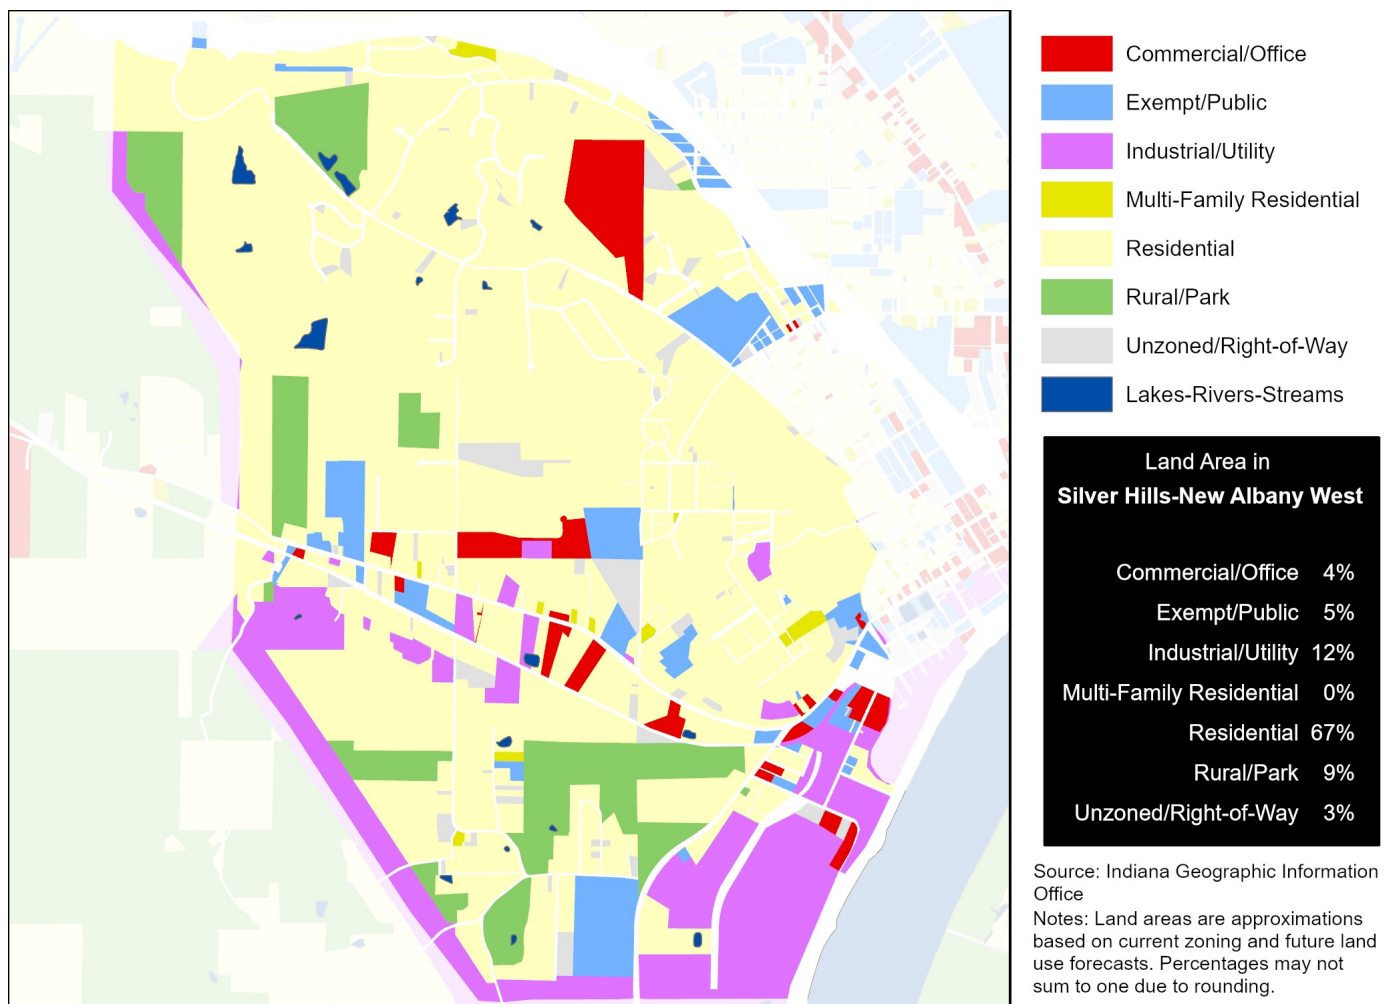 Commercial/Office
Exempt/Public
Industrial/Utility
Multi-Family Residential
Residential
Rural/Park
Unzoned/Right-of-Way
Lakes-Rivers-Streams
Land Area in
Silver Hills-New Albany West
Commercial/Office 4%
Exempt/Public 5%
Industrial/Utility 12%
Multi-Family Residential 0%
Residential 67%
Rural/Park 9%
Unzoned/Right-of-Way 3%
Source: Indiana Geographic Information
Office
Notes: Land areas are approximations
based on current zoning and future land
use forecasts. Percentages may not
sum to one due to rounding.